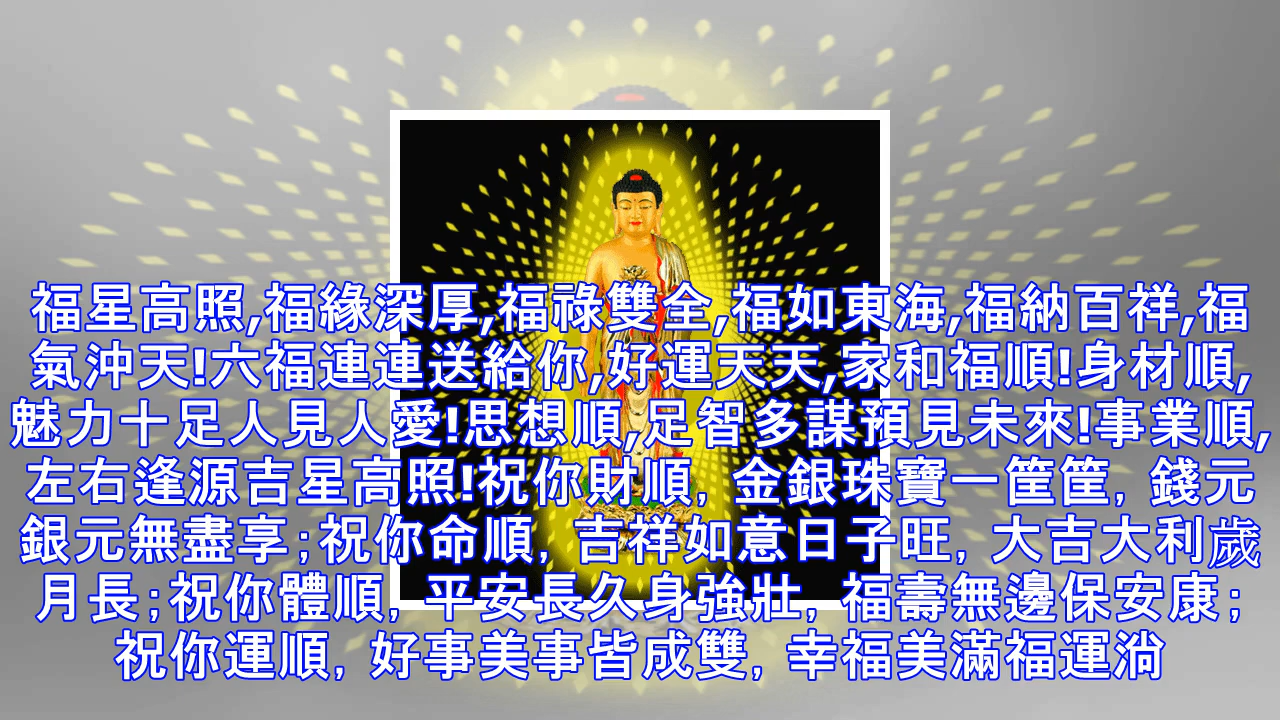 福星高照,福緣深厚,福祿雙全,福如東海,福納百祥,福
氣沖天!六福連連送給你,好運天天,家和福順!身材順,
魅力十足人見人愛!思想順,足智多謀預見未來!事業順,
左右逢源吉星高照!祝你財順, 金銀珠寶一筐筐, 錢元
銀元無盡享;祝你命順, 吉祥如意日子旺, 大吉大利歲
月長;祝你體順, 平安長久身強壯, 福壽無邊保安康;
祝你運順, 好事美事皆成雙, 幸福美滿福運淌